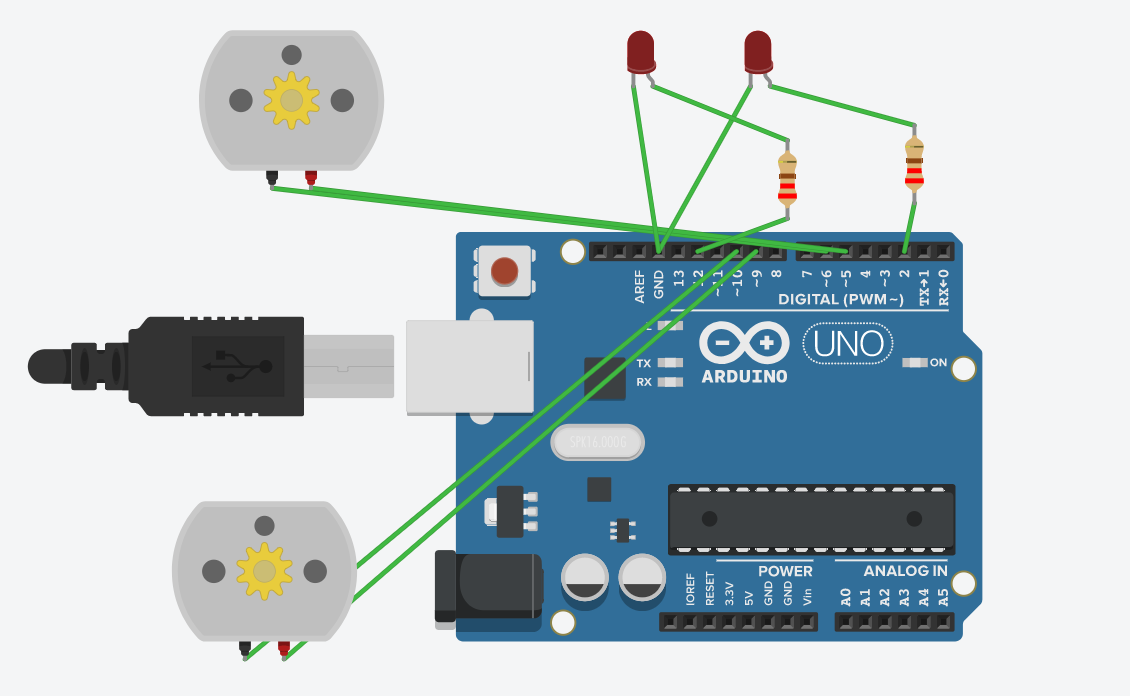 AREF
GND
13
12
~11
~10
~9
8
7
~6
~5
4
~3
2
TX→1
RX←0
DIGITAL (PWM~)
L
TX
RX
ARDUINO
UNO
ON
SPK16.000G
IOREF
RESET
3.3V
5V
GND
GND
Vin
POWER
ANALOG IN
A0
A1
A2
A3
A4
A5